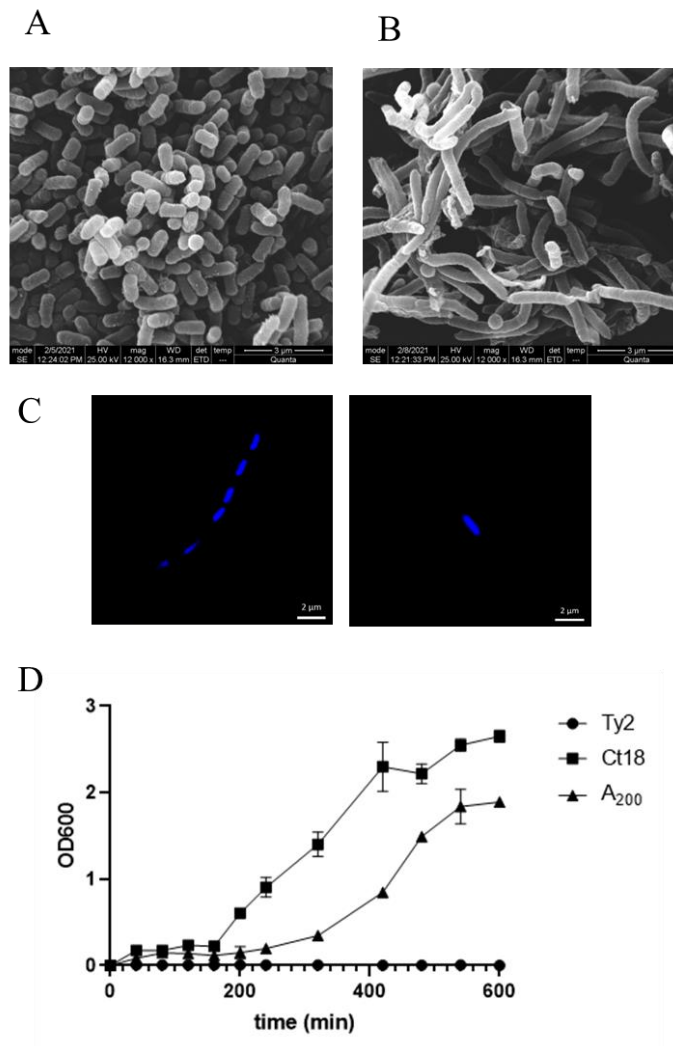 A
B
mode 2/5/2021 HV mag WD det temp 3 µm
SE 12:24:02 PM 25.00 kV 12 000 x 16.3 mm ETD --- Quanta
mode 2/8/2021 HV mag WD det temp 3 µm
SE 12:21:33 PM 25.00 kV 12 000 x 16.3 mm ETD --- Quanta
C
2 µm
2 µm
D
3
2
1
0
OD600
0 200 400 600
time (min)
Ty2
Ct18
A200